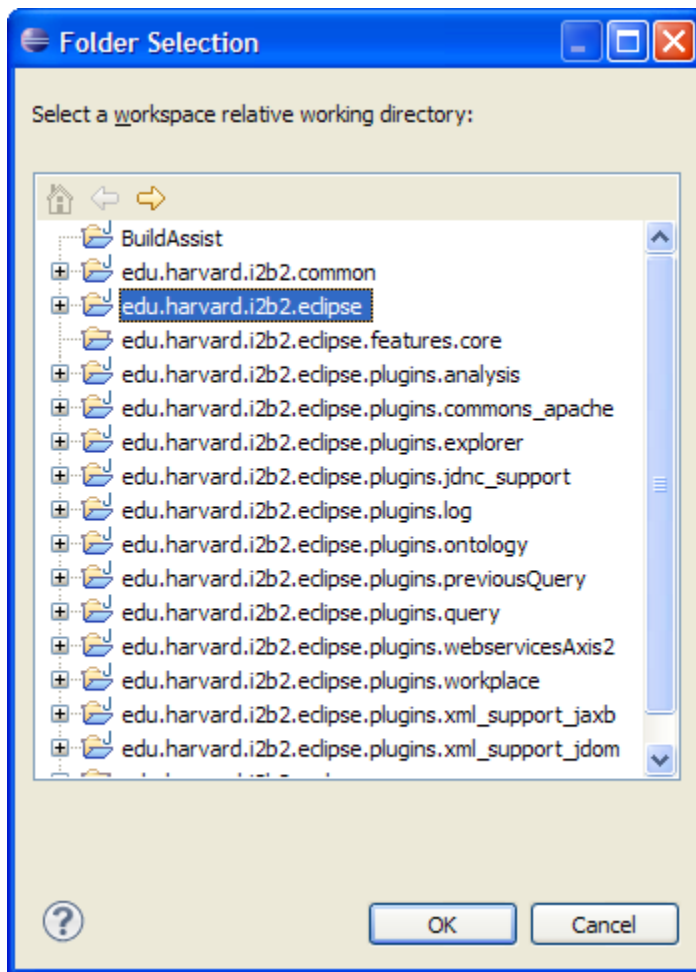 Folder Selection
Select a workspace relative working directory:
BuildAssist
edu.harvard.i2b2.common
edu.harvard.i2b2.eclipse
edu.harvard.i2b2.eclipse.features.core
edu.harvard.i2b2.eclipse.plugins.analysis
edu.harvard.i2b2.eclipse.plugins.commons_apache
edu.harvard.i2b2.eclipse.plugins.explorer
edu.harvard.i2b2.eclipse.plugins.jdnc_support
edu.harvard.i2b2.eclipse.plugins.log
edu.harvard.i2b2.eclipse.plugins.ontology
edu.harvard.i2b2.eclipse.plugins.previousQuery
edu.harvard.i2b2.eclipse.plugins.query
edu.harvard.i2b2.eclipse.plugins.webservicesAxis2
edu.harvard.i2b2.eclipse.plugins.workplace
edu.harvard.i2b2.eclipse.plugins.xml_support_jaxb
edu.harvard.i2b2.eclipse.plugins.xml_support_jdom
OK Cancel